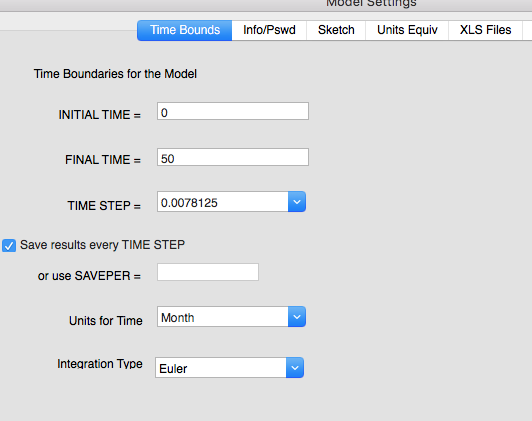 Model Settings
Time Bounds Info/Pswd Sketch Units Equiv XLS Files
Time Boundaries for the Model
INITIAL TIME = 0
FINAL TIME = 50
TIME STEP = 0.0078125
Save results every TIME STEP
or use SAVEPER =
Units for Time Month
Integration Type Euler